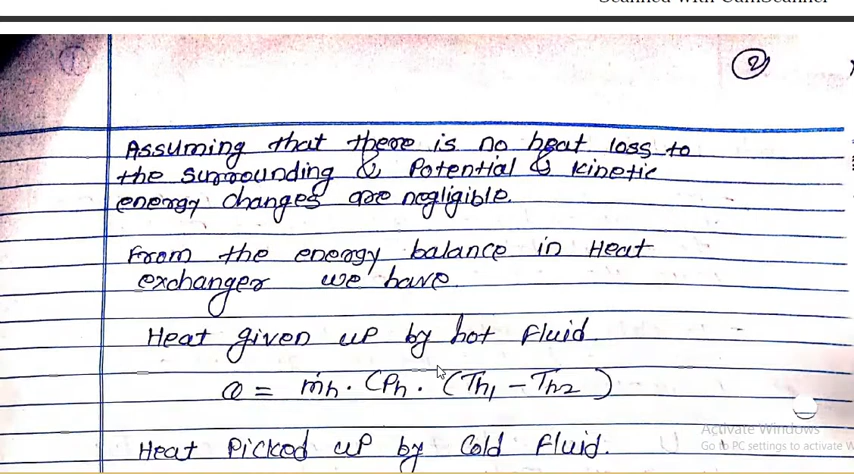 Scanned with CamScanner
①
②
Assuming that there is no heat loss to
the surrounding & Potential & kinetic
energy changes are negligible.
From the energy balance in Heat
exchanger we have
Heat given up by hot fluid.
Q = ṁh · CPh · (Th1 - Th2)
Activate Windows
Go to PC settings to activate W
Heat Picked up by Cold fluid.